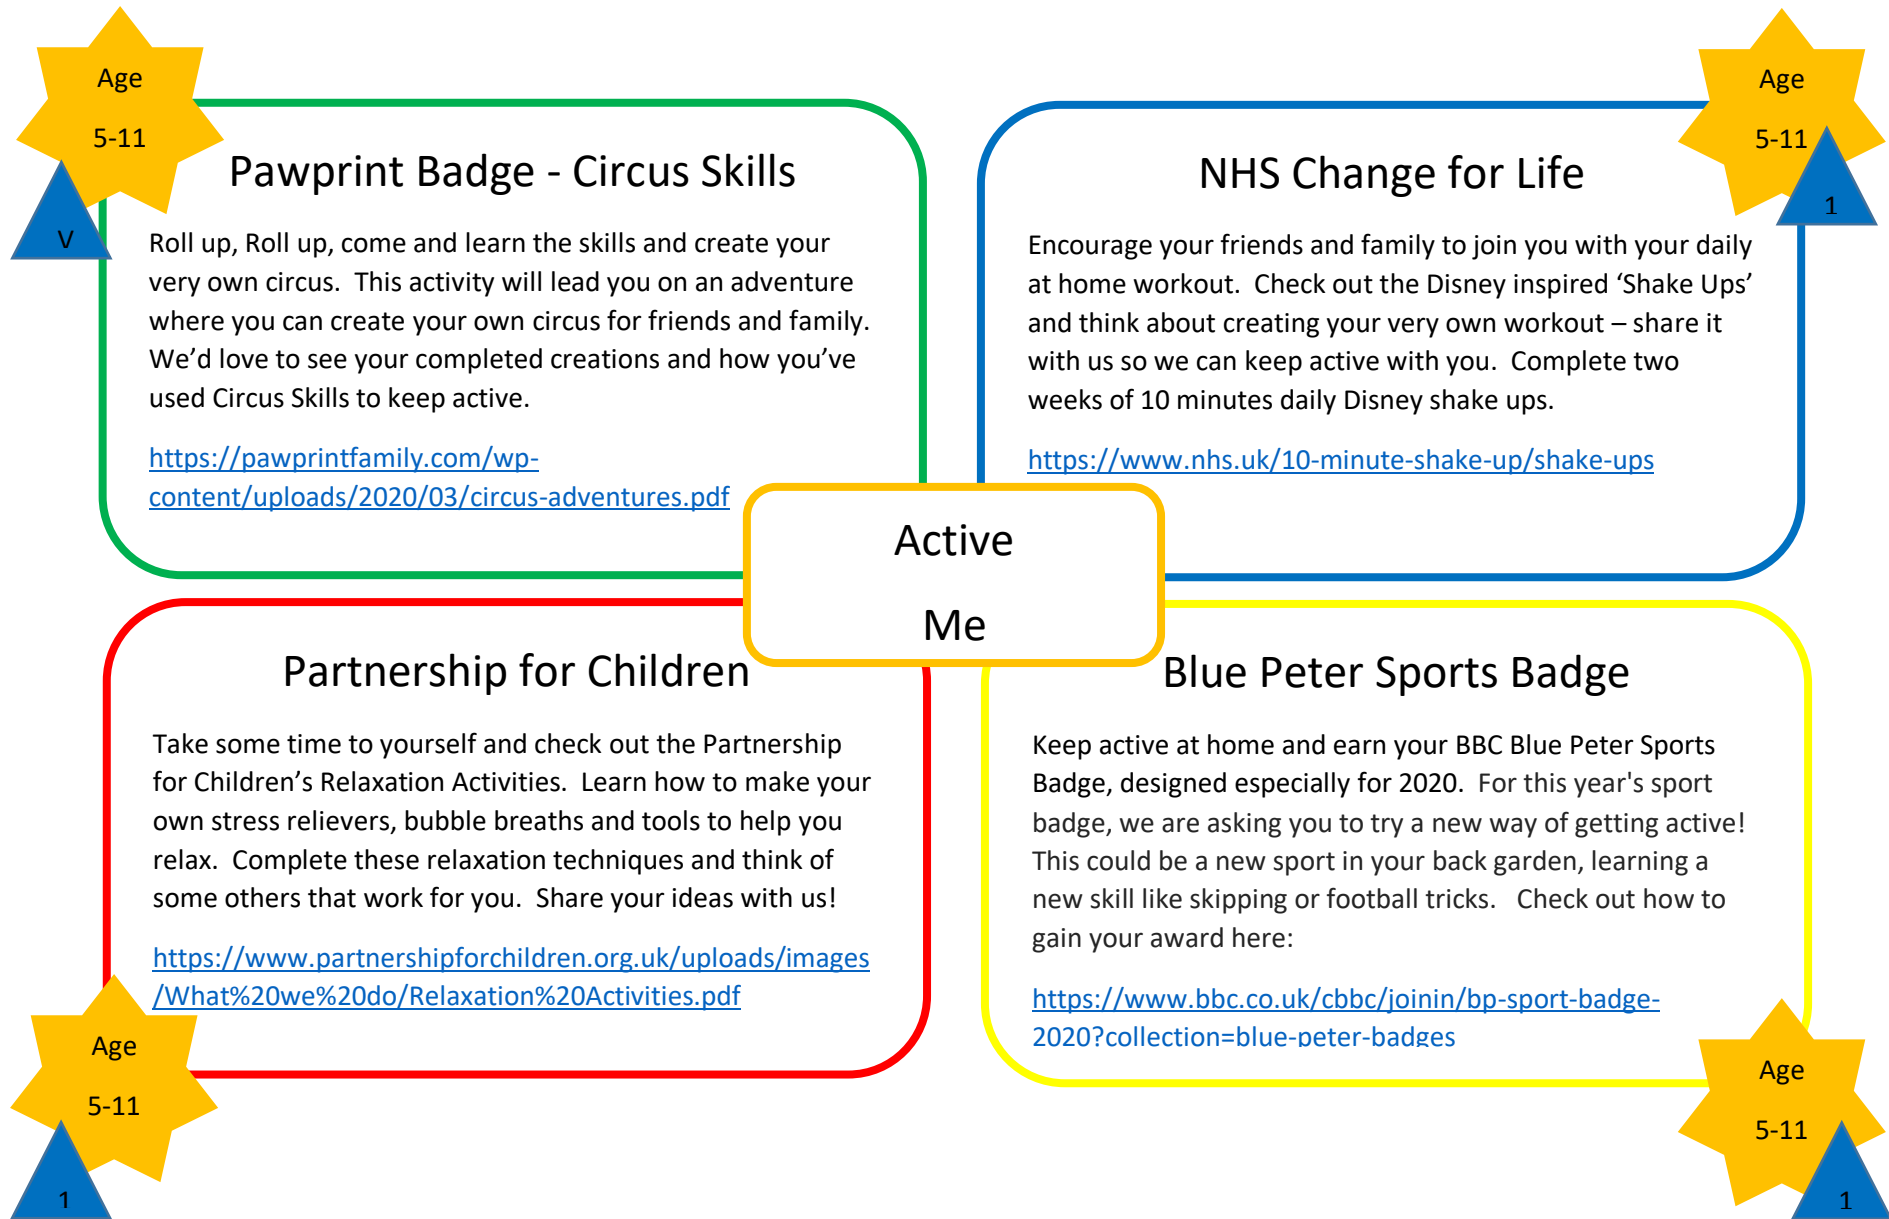 Age
5-11
V
Pawprint Badge - Circus Skills
Roll up, Roll up, come and learn the skills and create your
very own circus.  This activity will lead you on an adventure
where you can create your own circus for friends and family.
We’d love to see your completed creations and how you’ve
used Circus Skills to keep active.
https://pawprintfamily.com/wp-
content/uploads/2020/03/circus-adventures.pdf
Age
5-11
1
NHS Change for Life
Encourage your friends and family to join you with your daily
at home workout.  Check out the Disney inspired ‘Shake Ups’
and think about creating your very own workout – share it
with us so we can keep active with you.  Complete two
weeks of 10 minutes daily Disney shake ups.
https://www.nhs.uk/10-minute-shake-up/shake-ups
Active
Me
Partnership for Children
Take some time to yourself and check out the Partnership
for Children’s Relaxation Activities.  Learn how to make your
own stress relievers, bubble breaths and tools to help you
relax.  Complete these relaxation techniques and think of
some others that work for you.  Share your ideas with us!
https://www.partnershipforchildren.org.uk/uploads/images
/What%20we%20do/Relaxation%20Activities.pdf
Age
5-11
1
Blue Peter Sports Badge
Keep active at home and earn your BBC Blue Peter Sports
Badge, designed especially for 2020.  For this year's sport
badge, we are asking you to try a new way of getting active!
This could be a new sport in your back garden, learning a
new skill like skipping or football tricks.   Check out how to
gain your award here:
https://www.bbc.co.uk/cbbc/joinin/bp-sport-badge-
2020?collection=blue-peter-badges
Age
5-11
1